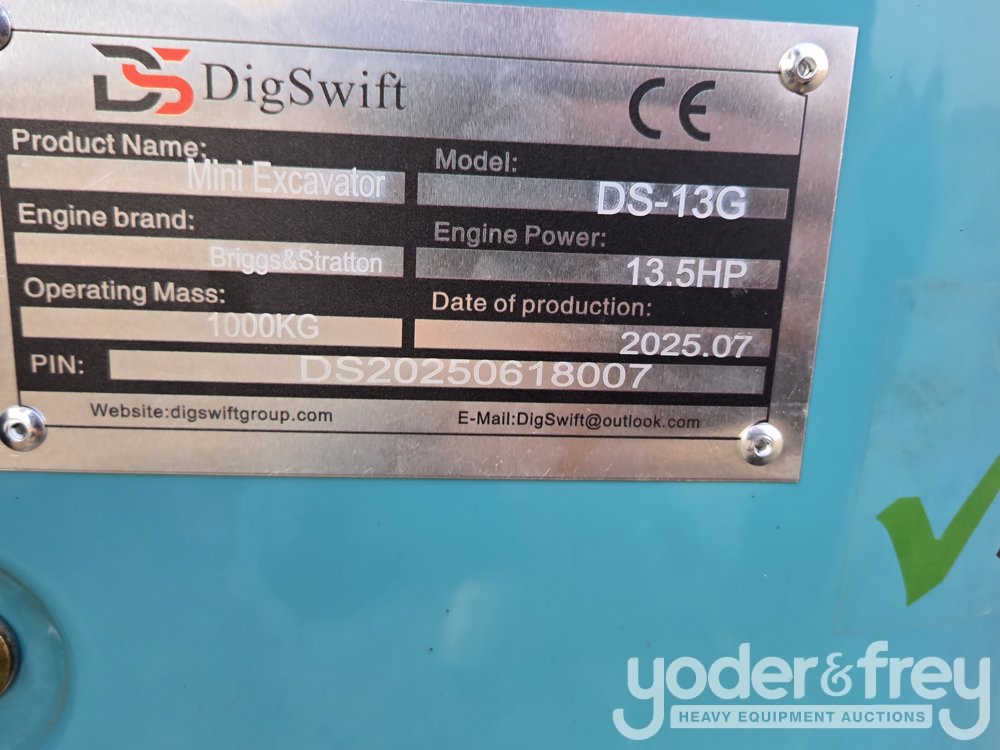 DS DigSwift
CE
Product Name:
Mini Excavator
Model:
DS-13G
Engine brand:
Briggs&Stratton
Engine Power:
13.5HP
Operating Mass:
1000KG
Date of production:
2025.07
PIN:
DS20250618007
Website:digswiftgroup.com
E-Mail:DigSwift@outlook.com
yoder&frey
HEAVY EQUIPMENT AUCTIONS